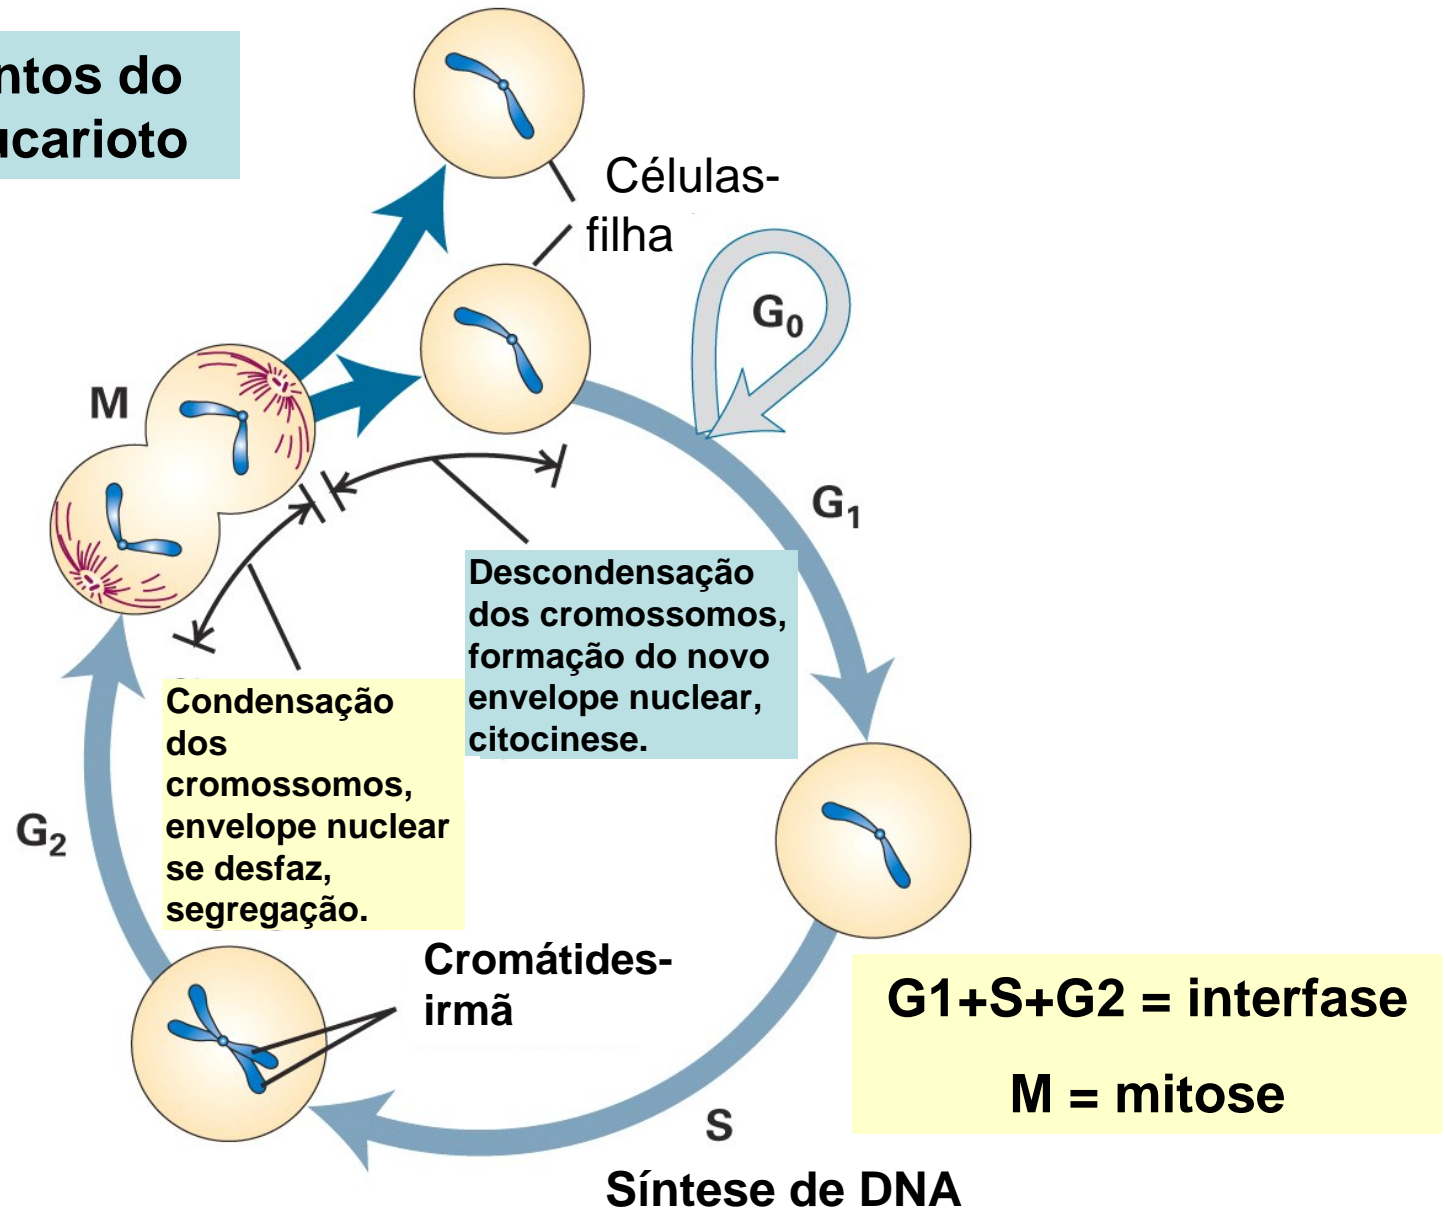 ntos do
ucarioto
Células-
filha
G0
M
G1
Descondensação
dos cromossomos,
formação do novo
envelope nuclear,
citocinese.
Condensação
dos
cromossomos,
envelope nuclear
se desfaz,
segregação.
G2
Cromátides-
irmã
G1+S+G2 = interfase
M = mitose
S
Síntese de DNA